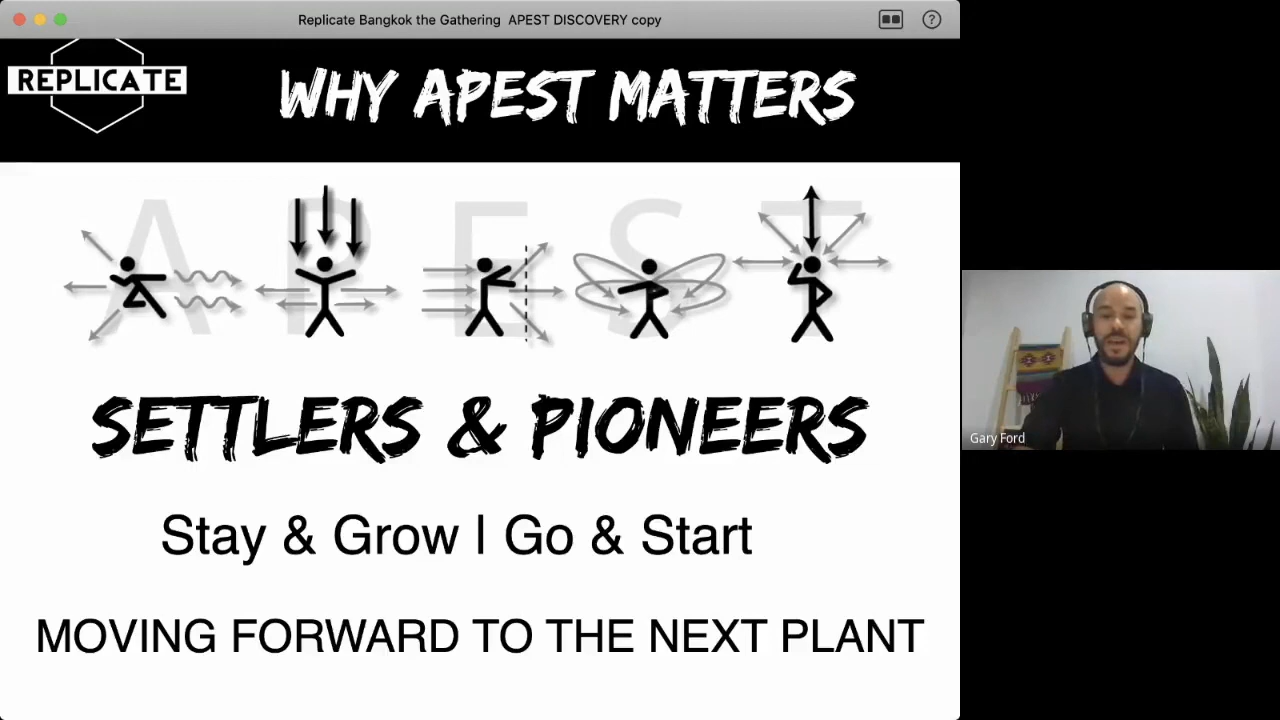 Replicate Bangkok the Gathering APEST DISCOVERY copy
?
REPLICATE
WHY APEST MATTERS
A P E S T
SETTLERS & PIONEERS
Stay & Grow | Go & Start
MOVING FORWARD TO THE NEXT PLANT
Gary Ford